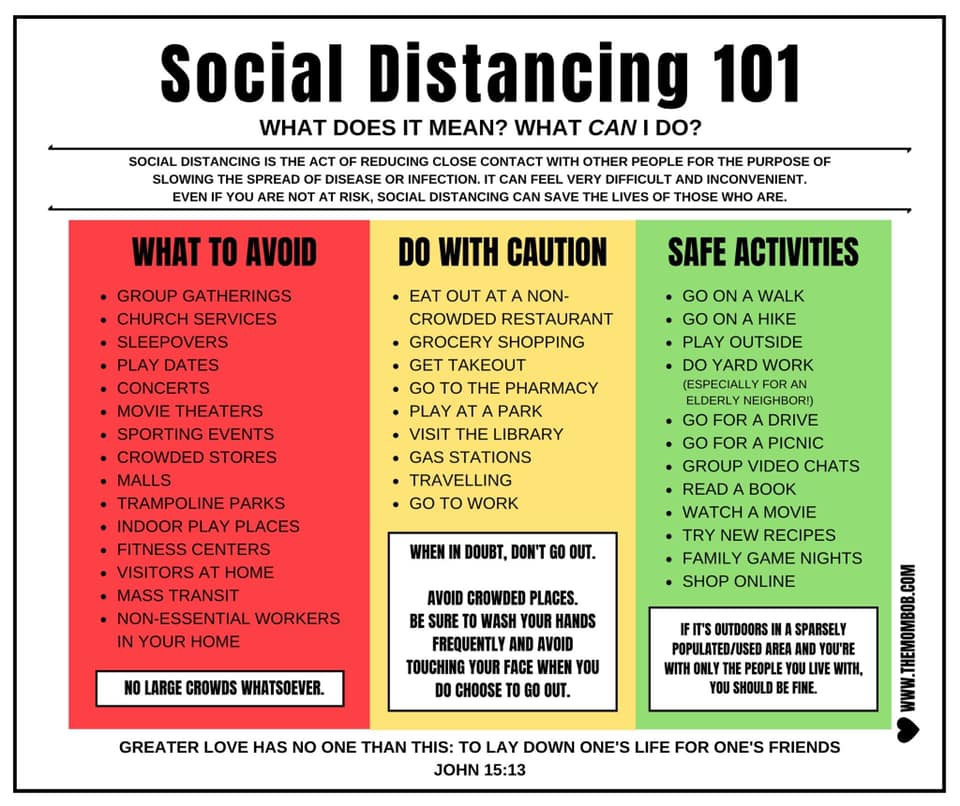 Social Distancing 101
WHAT DOES IT MEAN? WHAT CAN I DO?
SOCIAL DISTANCING IS THE ACT OF REDUCING CLOSE CONTACT WITH OTHER PEOPLE FOR THE PURPOSE OF
SLOWING THE SPREAD OF DISEASE OR INFECTION. IT CAN FEEL VERY DIFFICULT AND INCONVENIENT.
EVEN IF YOU ARE NOT AT RISK, SOCIAL DISTANCING CAN SAVE THE LIVES OF THOSE WHO ARE.
WHAT TO AVOID
• GROUP GATHERINGS
• CHURCH SERVICES
• SLEEPOVERS
• PLAY DATES
• CONCERTS
• MOVIE THEATERS
• SPORTING EVENTS
• CROWDED STORES
• MALLS
• TRAMPOLINE PARKS
• INDOOR PLAY PLACES
• FITNESS CENTERS
• VISITORS AT HOME
• MASS TRANSIT
• NON-ESSENTIAL WORKERS
IN YOUR HOME
NO LARGE CROWDS WHATSOEVER.
DO WITH CAUTION
• EAT OUT AT A NON-
CROWDED RESTAURANT
• GROCERY SHOPPING
• GET TAKEOUT
• GO TO THE PHARMACY
• PLAY AT A PARK
• VISIT THE LIBRARY
• GAS STATIONS
• TRAVELLING
• GO TO WORK
WHEN IN DOUBT, DON'T GO OUT.
AVOID CROWDED PLACES.
BE SURE TO WASH YOUR HANDS
FREQUENTLY AND AVOID
TOUCHING YOUR FACE WHEN YOU
DO CHOOSE TO GO OUT.
SAFE ACTIVITIES
• GO ON A WALK
• GO ON A HIKE
• PLAY OUTSIDE
• DO YARD WORK
(ESPECIALLY FOR AN
ELDERLY NEIGHBOR!)
• GO FOR A DRIVE
• GO FOR A PICNIC
• GROUP VIDEO CHATS
• READ A BOOK
• WATCH A MOVIE
• TRY NEW RECIPES
• FAMILY GAME NIGHTS
• SHOP ONLINE
IF IT'S OUTDOORS IN A SPARSELY
POPULATED/USED AREA AND YOU'RE
WITH ONLY THE PEOPLE YOU LIVE WITH,
YOU SHOULD BE FINE.
WWW.THEMOMBOB.COM
GREATER LOVE HAS NO ONE THAN THIS: TO LAY DOWN ONE'S LIFE FOR ONE'S FRIENDS
JOHN 15:13